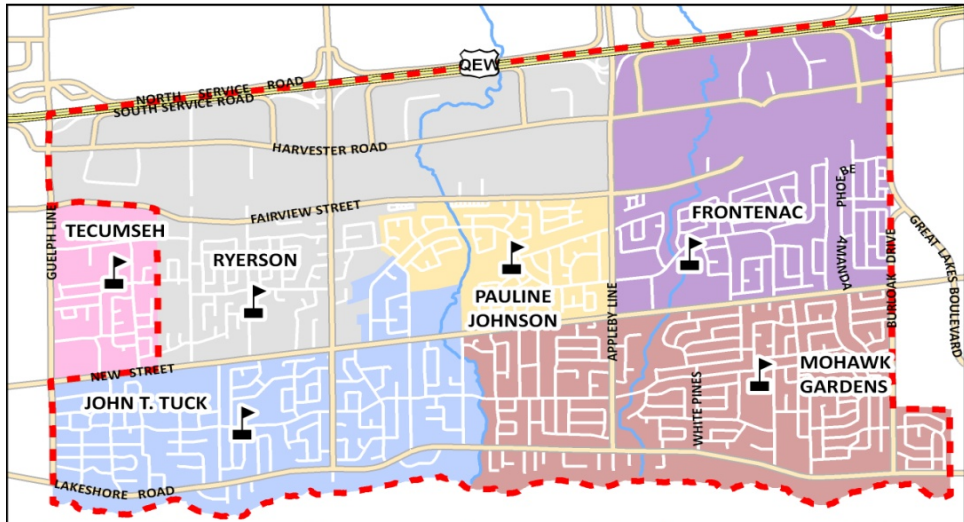 QEW
NORTH SERVICE ROAD
SOUTH SERVICE ROAD
HARVESTER ROAD
FAIRVIEW STREET
GUELPH LINE
TECUMSEH
RYERSON
PAULINE
JOHNSON
FRONTENAC
PHOEBE
AMANDA
BURLOAK DRIVE
GREAT LAKES BOULEVARD
APPLEBY LINE
NEW STREET
JOHN T. TUCK
WHITE PINES
MOHAWK
GARDENS
LAKESHORE ROAD